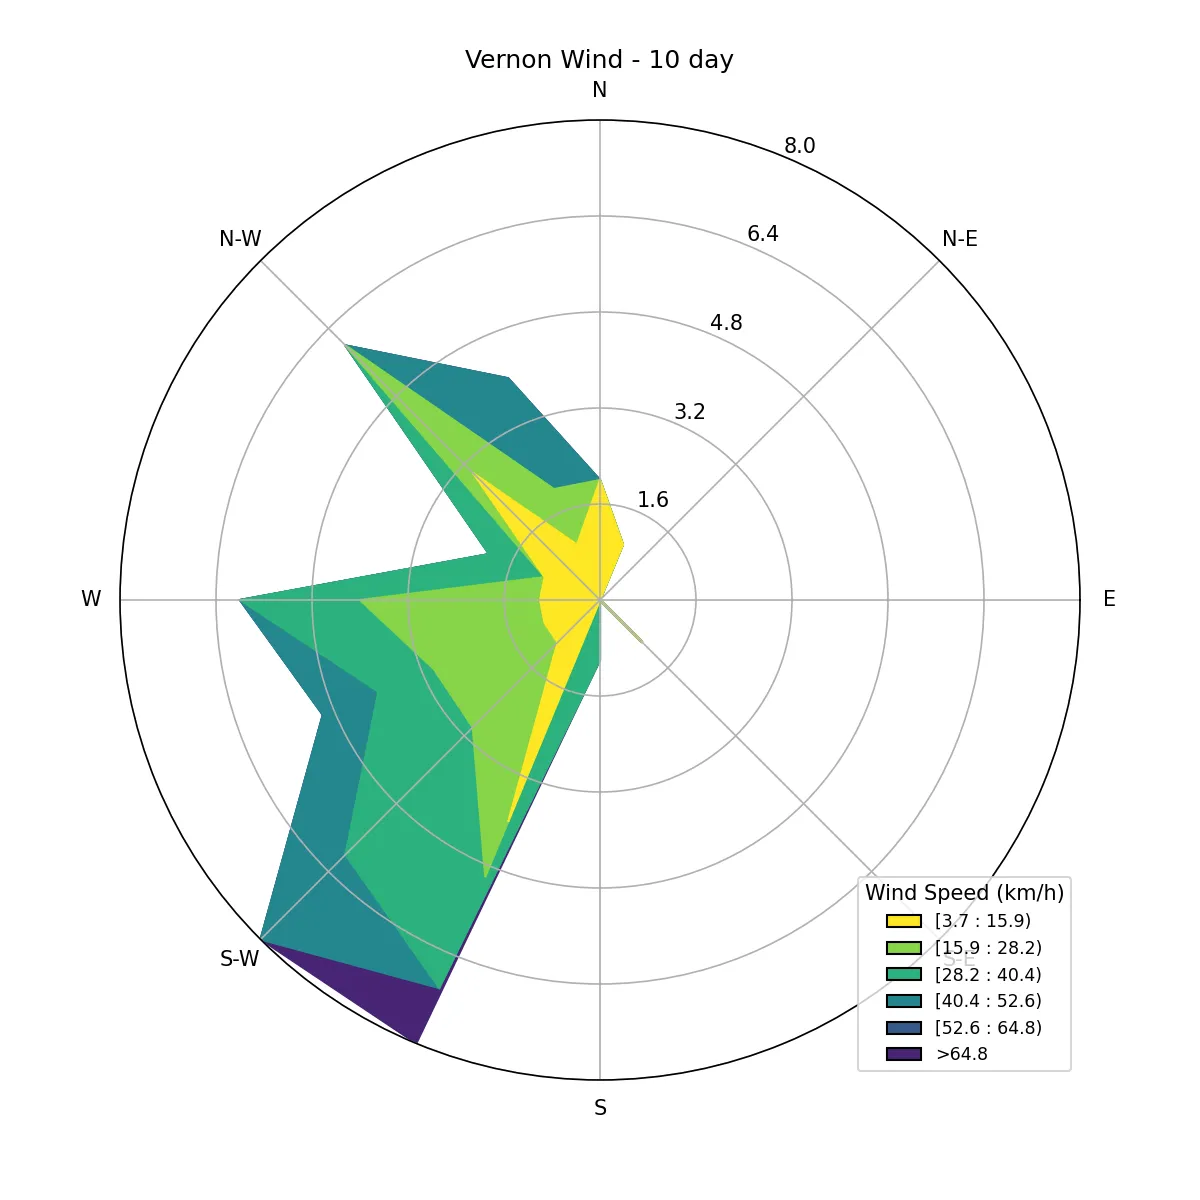 Vernon Wind - 10 day
N
8.0
N-W
N-E
6.4
4.8
3.2
1.6
W
E
S-W
S-E
Wind Speed (km/h)
[3.7 : 15.9)
[15.9 : 28.2)
[28.2 : 40.4)
[40.4 : 52.6)
[52.6 : 64.8)
>64.8
S